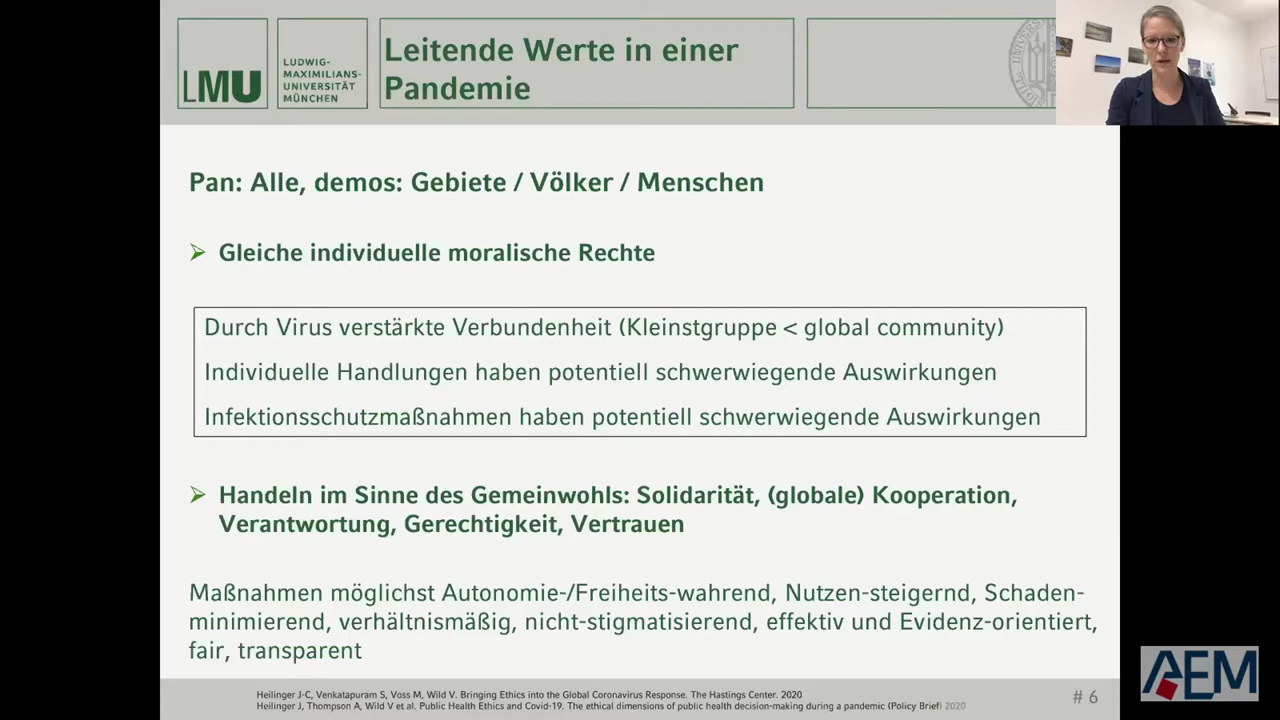 LMU
LUDWIG-
MAXIMILIANS-
UNIVERSITÄT
MÜNCHEN
Leitende Werte in einer
Pandemie
Pan: Alle, demos: Gebiete / Völker / Menschen
Gleiche individuelle moralische Rechte
Durch Virus verstärkte Verbundenheit (Kleinstgruppe < global community)
Individuelle Handlungen haben potentiell schwerwiegende Auswirkungen
Infektionsschutzmaßnahmen haben potentiell schwerwiegende Auswirkungen
Handeln im Sinne des Gemeinwohls: Solidarität, (globale) Kooperation,
Verantwortung, Gerechtigkeit, Vertrauen
Maßnahmen möglichst Autonomie-/Freiheits-wahrend, Nutzen-steigernd, Schaden-
minimierend, verhältnismäßig, nicht-stigmatisierend, effektiv und Evidenz-orientiert,
fair, transparent
Heilinger J-C, Venkatapuram S, Voss M, Wild V. Bringing Ethics into the Global Coronavirus Response. The Hastings Center. 2020
Heilinger J, Thompson A, Wild V et al. Public Health Ethics and Covid-19. The ethical dimensions of public health decision-making during a pandemic (Policy Brief) 2020
# 6
AEM